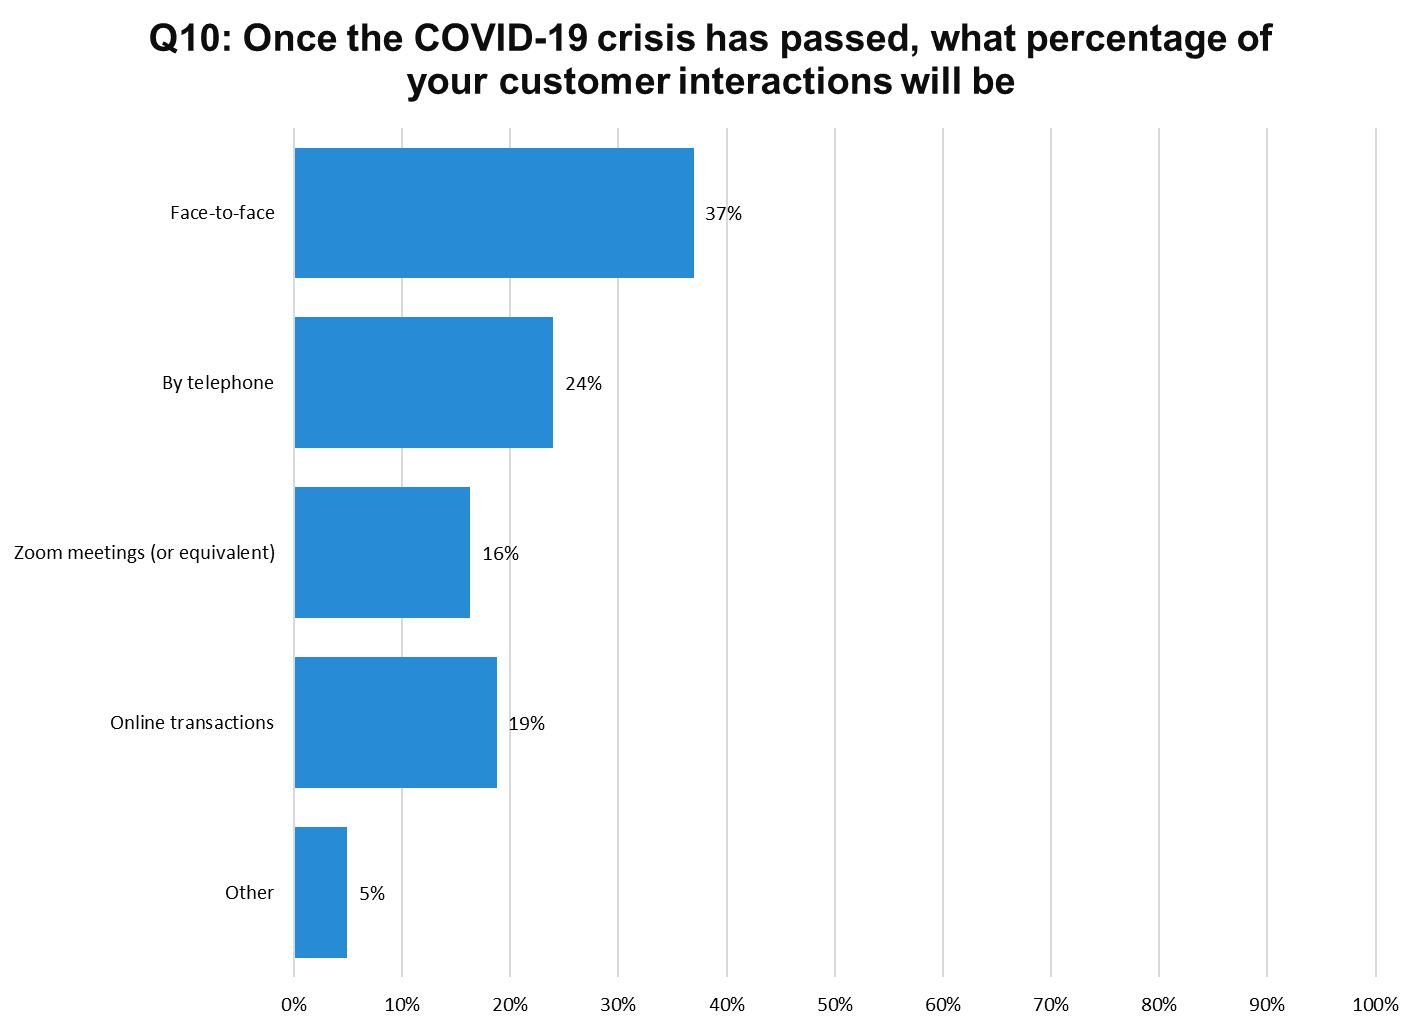 Q10: Once the COVID-19 crisis has passed, what percentage of
your customer interactions will be
Face-to-face
37%
By telephone
24%
Zoom meetings (or equivalent)
16%
Online transactions
19%
Other
5%
0% 10% 20% 30% 40% 50% 60% 70% 80% 90% 100%